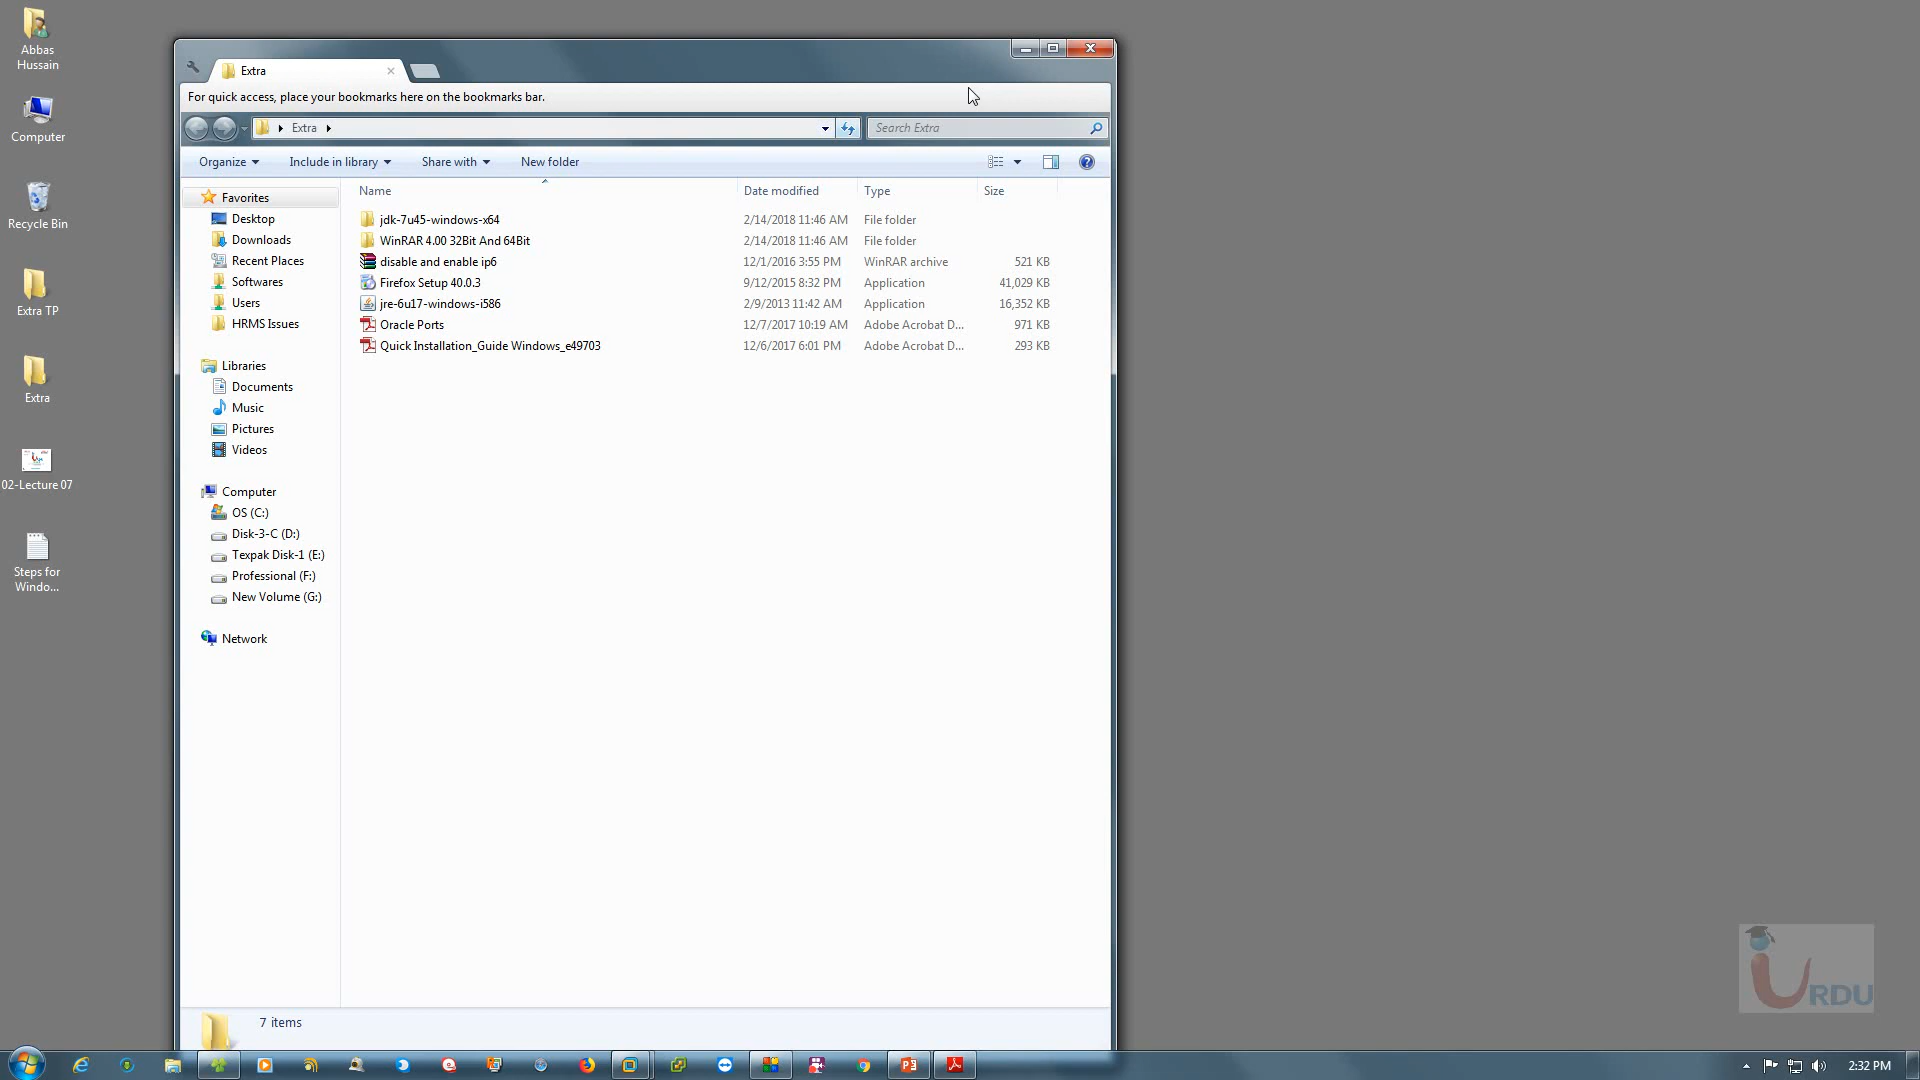 Abbas
Hussain
Computer
Recycle Bin
Extra TP
Extra
02-Lecture 07
Steps for
Windo...
Extra
For quick access, place your bookmarks here on the bookmarks bar.
Extra
Search Extra
Organize
Include in library
Share with
New folder
Favorites
Desktop
Downloads
Recent Places
Softwares
Users
HRMS Issues
Libraries
Documents
Music
Pictures
Videos
Computer
OS (C:)
Disk-3-C (D:)
Texpak Disk-1 (E:)
Professional (F:)
New Volume (G:)
Network
Name Date modified Type Size
jdk-7u45-windows-x64 2/14/2018 11:46 AM File folder
WinRAR 4.00 32Bit And 64Bit 2/14/2018 11:46 AM File folder
disable and enable ip6 12/1/2016 3:55 PM WinRAR archive 521 KB
Firefox Setup 40.0.3 9/12/2015 8:32 PM Application 41,029 KB
jre-6u17-windows-i586 2/9/2013 11:42 AM Application 16,352 KB
Oracle Ports 12/7/2017 10:19 AM Adobe Acrobat D... 971 KB
Quick Installation_Guide Windows_e49703 12/6/2017 6:01 PM Adobe Acrobat D... 293 KB
7 items
iURDU
2:32 PM